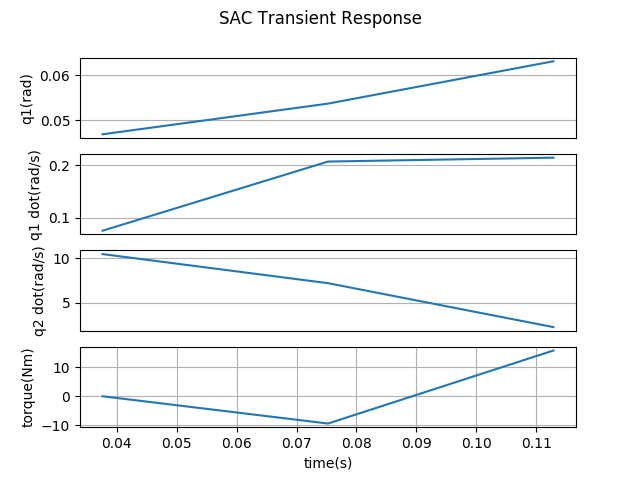 SAC Transient Response
q1(rad)
0.06
0.05
q1 dot(rad/s)
0.2
0.1
q2 dot(rad/s)
10
5
torque(Nm)
10
0
−10
0.04 0.05 0.06 0.07 0.08 0.09 0.10 0.11
time(s)